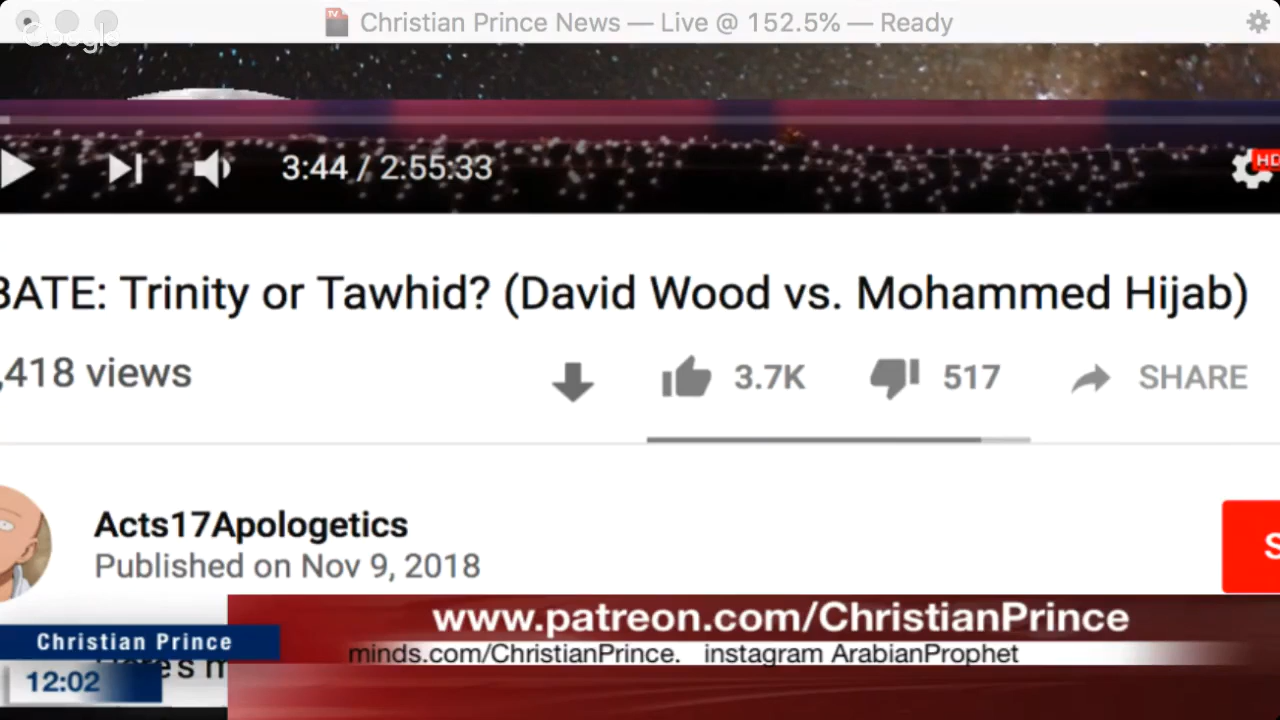 Christian Prince News — Live @ 152.5% — Ready
Google
3:44 / 2:55:33
HD
BATE: Trinity or Tawhid? (David Wood vs. Mohammed Hijab)
,418 views
3.7K
517
SHARE
Acts17Apologetics
Published on Nov 9, 2018
S
www.patreon.com/ChristianPrince
Christian Prince
minds.com/ChristianPrince. instagram ArabianProphet
12:02